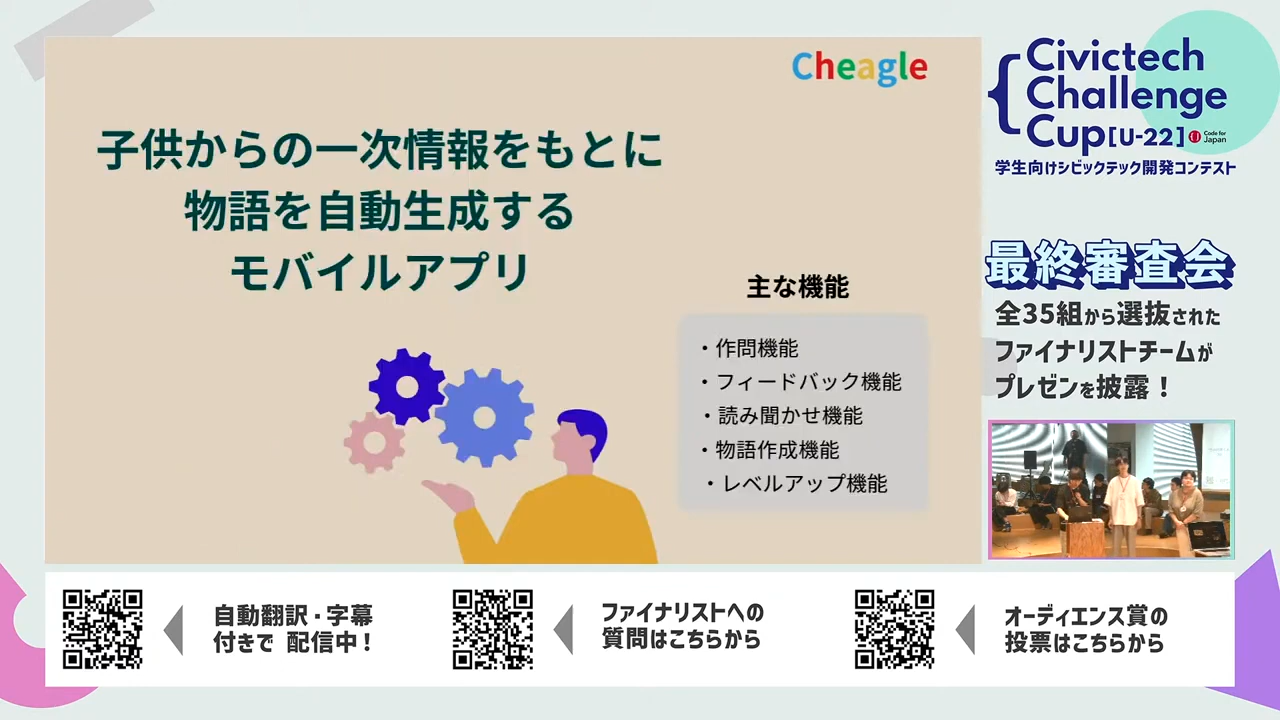 Cheagle
子供からの一次情報をもとに
物語を自動生成する
モバイルアプリ
主な機能
・作問機能
・フィードバック機能
・読み聞かせ機能
・物語作成機能
・レベルアップ機能
Civictech
Challenge
Cup[U-22]
Code for
Japan
学生向けシビックテック開発コンテスト
最終審査会
全35組から選抜された
ファイナリストチームが
プレゼンを披露！
自動翻訳・字幕
付きで 配信中！
ファイナリストへの
質問はこちらから
オーディエンス賞の
投票はこちらから